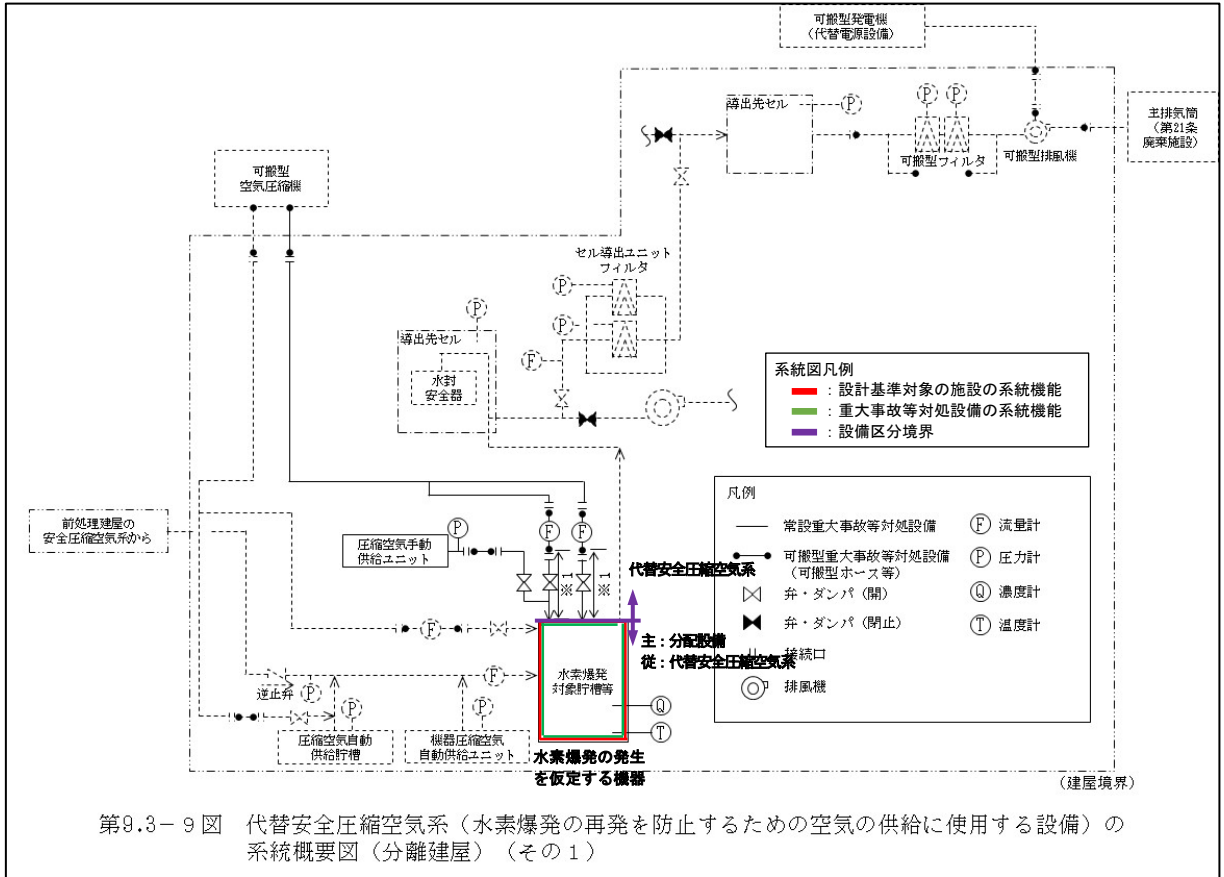 可搬型発電機
(代替電源設備)
導出先セル
P
P
P
主排気筒
(第21条
廃棄施設)
可搬型フィルタ
可搬型排風機
可搬型
空気圧縮機
セル導出ユニット
フィルタ
P
P
P
F
導出先セル
水封
安全器
系統図凡例
:設計基準対象の施設の系統機能
:重大事故等対処設備の系統機能
:設備区分境界
凡例
常設重大事故等対処設備
可搬型重大事故等対処設備
(可搬型ホース等)
弁・ダンパ(開)
弁・ダンパ(閉止)
接続口
排風機
F 流量計
P 圧力計
Q 濃度計
T 温度計
前処理建屋の
安全圧縮空気系から
圧縮空気手動
供給ユニット
P
F
F
※1
※1
代替安全圧縮空気系
主:分配設備
従:代替安全圧縮空気系
F
水素爆発
対象貯槽等
F
逆止弁
P
P
P
Q
T
圧縮空気自動
供給貯槽
機器圧縮空気
自動供給ユニット
水素爆発の発生
を仮定する機器
(建屋境界)
第9.3-9図 代替安全圧縮空気系(水素爆発の再発を防止するための空気の供給に使用する設備)の
系統概要図(分離建屋)(その1)